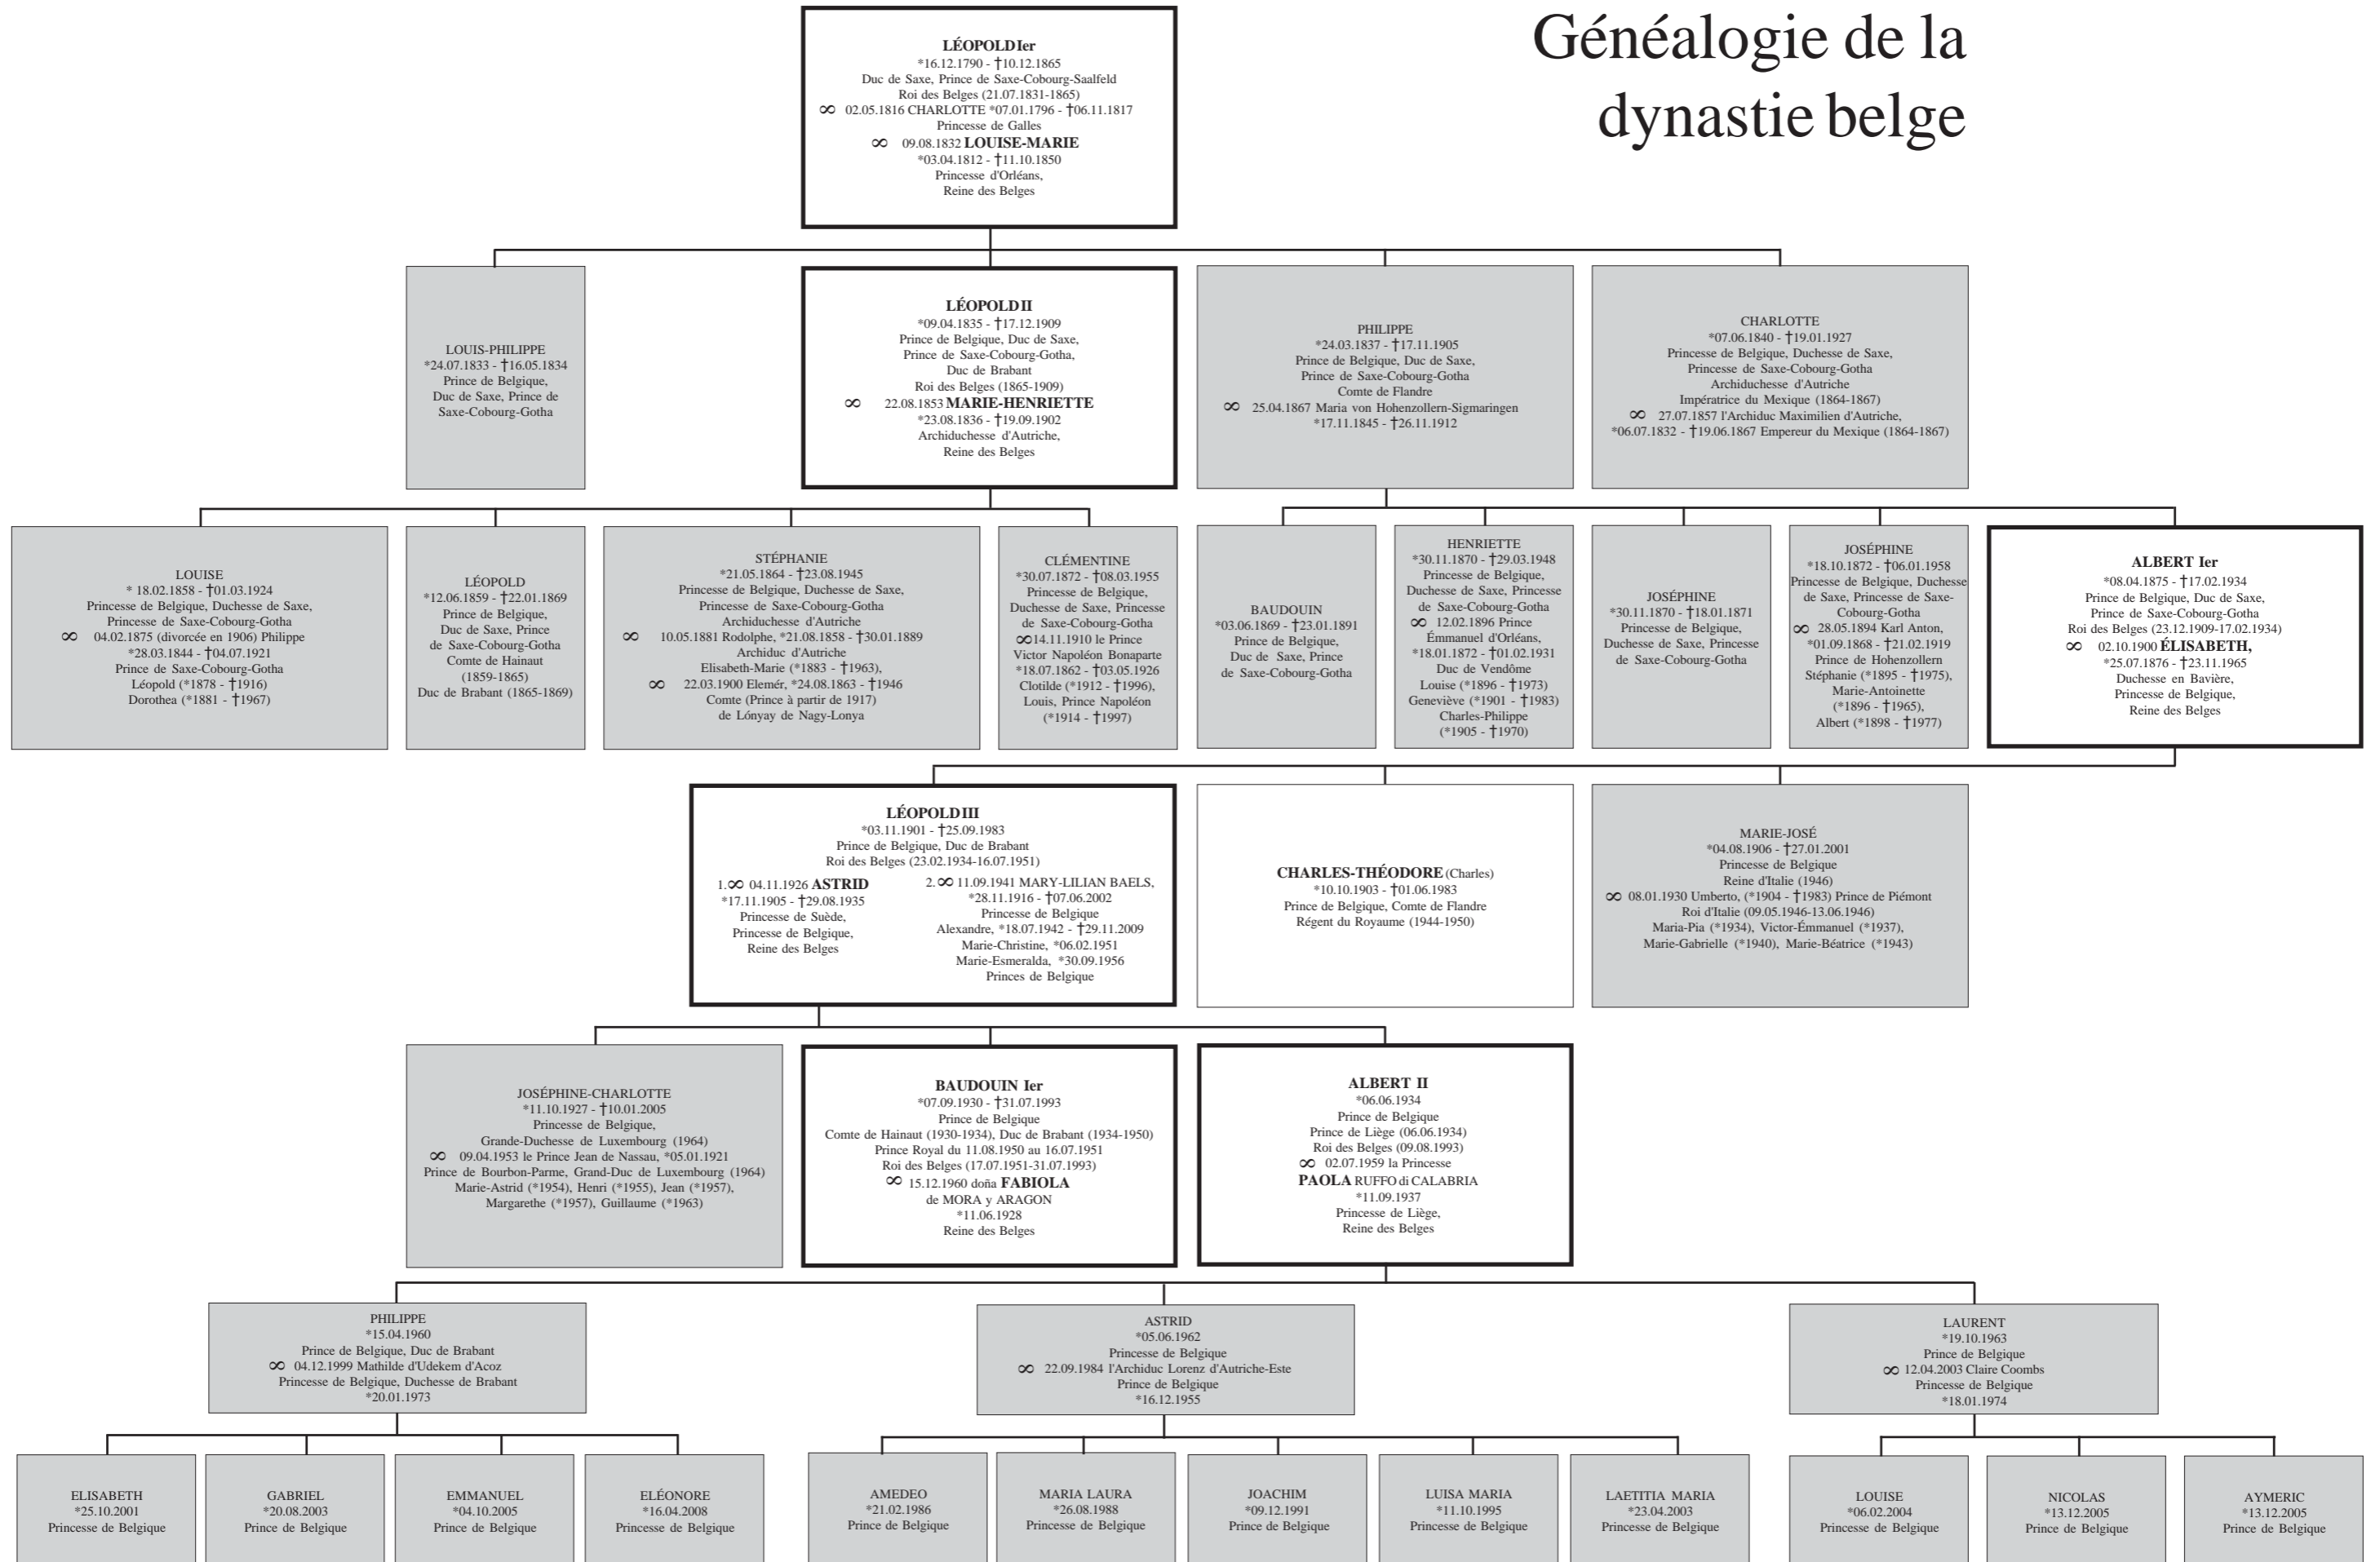 Généalogie de la
dynastie belge
LÉOPOLD Ier
*16.12.1790 - †10.12.1865
Duc de Saxe, Prince de Saxe-Cobourg-Saalfeld
Roi des Belges (21.07.1831-1865)
∞ 02.05.1816 CHARLOTTE *07.01.1796 - †06.11.1817
Princesse de Galles
∞ 09.08.1832 LOUISE-MARIE
*03.04.1812 - †11.10.1850
Princesse d'Orléans,
Reine des Belges
LOUIS-PHILIPPE
*24.07.1833 - †16.05.1834
Prince de Belgique,
Duc de Saxe, Prince de
Saxe-Cobourg-Gotha
LÉOPOLD II
*09.04.1835 - †17.12.1909
Prince de Belgique, Duc de Saxe,
Prince de Saxe-Cobourg-Gotha,
Duc de Brabant
Roi des Belges (1865-1909)
∞ 22.08.1853 MARIE-HENRIETTE
*23.08.1836 - †19.09.1902
Archiduchesse d'Autriche,
Reine des Belges
PHILIPPE
*24.03.1837 - †17.11.1905
Prince de Belgique, Duc de Saxe,
Prince de Saxe-Cobourg-Gotha
Comte de Flandre
∞ 25.04.1867 Maria von Hohenzollern-Sigmaringen
*17.11.1845 - †26.11.1912
CHARLOTTE
*07.06.1840 - †19.01.1927
Princesse de Belgique, Duchesse de Saxe,
Princesse de Saxe-Cobourg-Gotha
Archiduchesse d'Autriche
Impératrice du Mexique (1864-1867)
∞ 27.07.1857 l'Archiduc Maximilien d'Autriche,
*06.07.1832 - †19.06.1867 Empereur du Mexique (1864-1867)
LOUISE
* 18.02.1858 - †01.03.1924
Princesse de Belgique, Duchesse de Saxe,
Princesse de Saxe-Cobourg-Gotha
∞ 04.02.1875 (divorcée en 1906) Philippe
*28.03.1844 - †04.07.1921
Prince de Saxe-Cobourg-Gotha
Léopold (*1878 - †1916)
Dorothea (*1881 - †1967)
LÉOPOLD
*12.06.1859 - †22.01.1869
Prince de Belgique,
Duc de Saxe, Prince
de Saxe-Cobourg-Gotha
Comte de Hainaut
(1859-1865)
Duc de Brabant (1865-1869)
STÉPHANIE
*21.05.1864 - †23.08.1945
Princesse de Belgique, Duchesse de Saxe,
Princesse de Saxe-Cobourg-Gotha
Archiduchesse d'Autriche
∞ 10.05.1881 Rodolphe, *21.08.1858 - †30.01.1889
Archiduc d'Autriche
Elisabeth-Marie (*1883 - †1963),
∞ 22.03.1900 Elemér, *24.08.1863 - †1946
Comte (Prince à partir de 1917)
de Lónyay de Nagy-Lonya
CLÉMENTINE
*30.07.1872 - †08.03.1955
Princesse de Belgique,
Duchesse de Saxe, Princesse
de Saxe-Cobourg-Gotha
∞14.11.1910 le Prince
Victor Napoléon Bonaparte
*18.07.1862 - †03.05.1926
Clotilde (*1912 - †1996),
Louis, Prince Napoléon
(*1914 - †1997)
BAUDOUIN
*03.06.1869 - †23.01.1891
Prince de Belgique,
Duc de Saxe, Prince
de Saxe-Cobourg-Gotha
HENRIETTE
*30.11.1870 - †29.03.1948
Princesse de Belgique,
Duchesse de Saxe, Princesse
de Saxe-Cobourg-Gotha
∞ 12.02.1896 Prince
Émmanuel d'Orléans,
*18.01.1872 - †01.02.1931
Duc de Vendôme
Louise (*1896 - †1973)
Geneviève (*1901 - †1983)
Charles-Philippe
(*1905 - †1970)
JOSÉPHINE
*30.11.1870 - †18.01.1871
Princesse de Belgique,
Duchesse de Saxe, Princesse
de Saxe-Cobourg-Gotha
JOSÉPHINE
*18.10.1872 - †06.01.1958
Princesse de Belgique, Duchesse
de Saxe, Princesse de Saxe-
Cobourg-Gotha
∞ 28.05.1894 Karl Anton,
*01.09.1868 - †21.02.1919
Prince de Hohenzollern
Stéphanie (*1895 - †1975),
Marie-Antoinette
(*1896 - †1965),
Albert (*1898 - †1977)
ALBERT Ier
*08.04.1875 - †17.02.1934
Prince de Belgique, Duc de Saxe,
Prince de Saxe-Cobourg-Gotha
Roi des Belges (23.12.1909-17.02.1934)
∞ 02.10.1900 ÉLISABETH,
*25.07.1876 - †23.11.1965
Duchesse en Bavière,
Princesse de Belgique,
Reine des Belges
LÉOPOLD III
*03.11.1901 - †25.09.1983
Prince de Belgique, Duc de Brabant
Roi des Belges (23.02.1934-16.07.1951)
1.∞ 04.11.1926 ASTRID
*17.11.1905 - †29.08.1935
Princesse de Suède,
Princesse de Belgique,
Reine des Belges
2.∞ 11.09.1941 MARY-LILIAN BAELS,
*28.11.1916 - †07.06.2002
Princesse de Belgique
Alexandre, *18.07.1942 - †29.11.2009
Marie-Christine, *06.02.1951
Marie-Esmeralda, *30.09.1956
Princes de Belgique
CHARLES-THÉODORE (Charles)
*10.10.1903 - †01.06.1983
Prince de Belgique, Comte de Flandre
Régent du Royaume (1944-1950)
MARIE-JOSÉ
*04.08.1906 - †27.01.2001
Princesse de Belgique
Reine d'Italie (1946)
∞ 08.01.1930 Umberto, (*1904 - †1983) Prince de Piémont
Roi d'Italie (09.05.1946-13.06.1946)
Maria-Pia (*1934), Victor-Émmanuel (*1937),
Marie-Gabrielle (*1940), Marie-Béatrice (*1943)
JOSÉPHINE-CHARLOTTE
*11.10.1927 - †10.01.2005
Princesse de Belgique,
Grande-Duchesse de Luxembourg (1964)
∞ 09.04.1953 le Prince Jean de Nassau, *05.01.1921
Prince de Bourbon-Parme, Grand-Duc de Luxembourg (1964)
Marie-Astrid (*1954), Henri (*1955), Jean (*1957),
Margarethe (*1957), Guillaume (*1963)
BAUDOUIN Ier
*07.09.1930 - †31.07.1993
Prince de Belgique
Comte de Hainaut (1930-1934), Duc de Brabant (1934-1950)
Prince Royal du 11.08.1950 au 16.07.1951
Roi des Belges (17.07.1951-31.07.1993)
∞ 15.12.1960 doña FABIOLA
de MORA y ARAGON
*11.06.1928
Reine des Belges
ALBERT II
*06.06.1934
Prince de Belgique
Prince de Liège (06.06.1934)
Roi des Belges (09.08.1993)
∞ 02.07.1959 la Princesse
PAOLA RUFFO di CALABRIA
*11.09.1937
Princesse de Liège,
Reine des Belges
PHILIPPE
*15.04.1960
Prince de Belgique, Duc de Brabant
∞ 04.12.1999 Mathilde d'Udekem d'Acoz
Princesse de Belgique, Duchesse de Brabant
*20.01.1973
ASTRID
*05.06.1962
Princesse de Belgique
∞ 22.09.1984 l'Archiduc Lorenz d'Autriche-Este
Prince de Belgique
*16.12.1955
LAURENT
*19.10.1963
Prince de Belgique
∞ 12.04.2003 Claire Coombs
Princesse de Belgique
*18.01.1974
ELISABETH
*25.10.2001
Princesse de Belgique
GABRIEL
*20.08.2003
Prince de Belgique
EMMANUEL
*04.10.2005
Prince de Belgique
ELÉONORE
*16.04.2008
Princesse de Belgique
AMEDEO
*21.02.1986
Prince de Belgique
MARIA LAURA
*26.08.1988
Princesse de Belgique
JOACHIM
*09.12.1991
Prince de Belgique
LUISA MARIA
*11.10.1995
Princesse de Belgique
LAETITIA MARIA
*23.04.2003
Princesse de Belgique
LOUISE
*06.02.2004
Princesse de Belgique
NICOLAS
*13.12.2005
Prince de Belgique
AYMERIC
*13.12.2005
Prince de Belgique